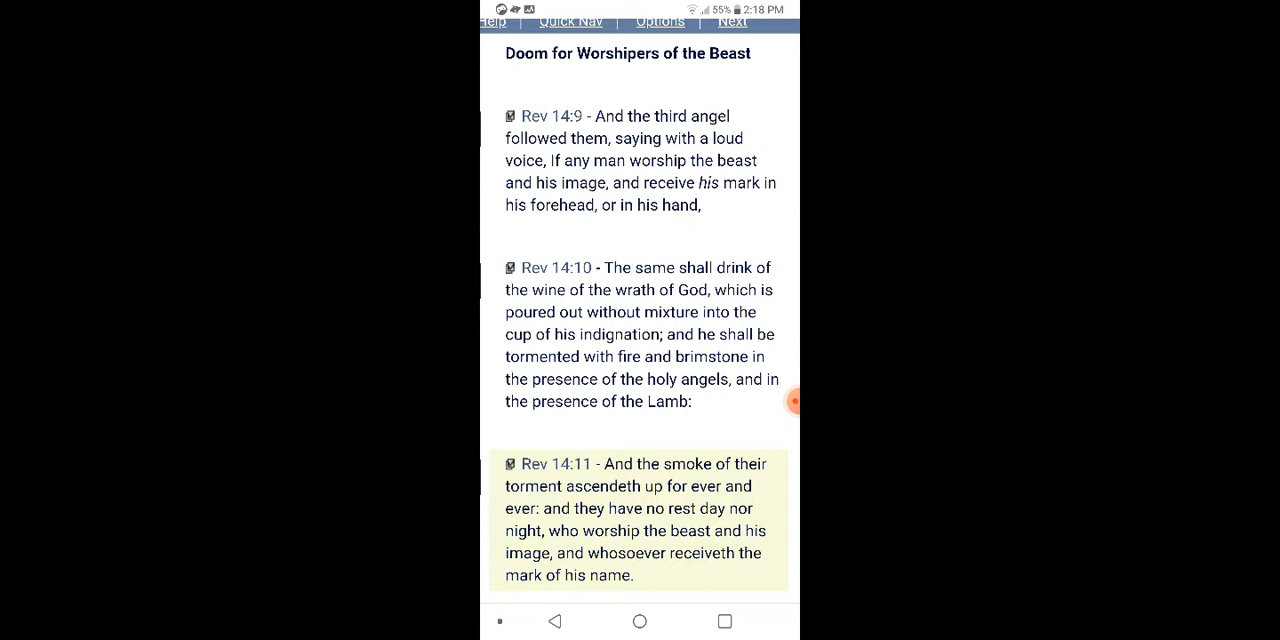 55% 2:18 PM
Help | Quick Nav | Options | Next
Doom for Worshipers of the Beast
Rev 14:9 - And the third angel
followed them, saying with a loud
voice, If any man worship the beast
and his image, and receive his mark in
his forehead, or in his hand,
Rev 14:10 - The same shall drink of
the wine of the wrath of God, which is
poured out without mixture into the
cup of his indignation; and he shall be
tormented with fire and brimstone in
the presence of the holy angels, and in
the presence of the Lamb:
Rev 14:11 - And the smoke of their
torment ascendeth up for ever and
ever: and they have no rest day nor
night, who worship the beast and his
image, and whosoever receiveth the
mark of his name.